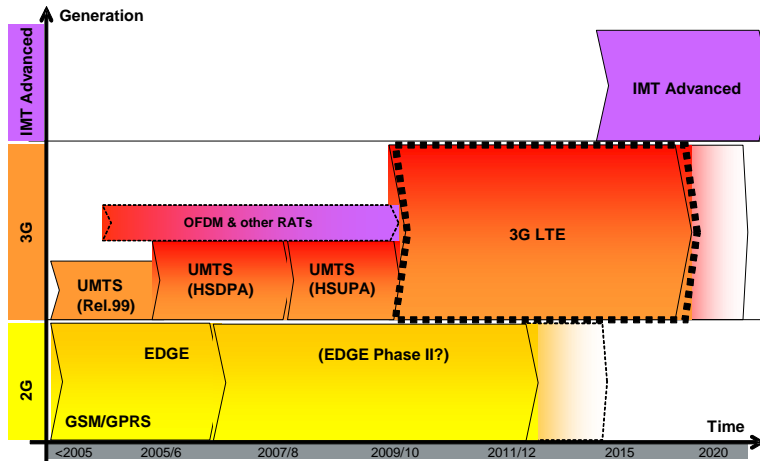 Generation
IMT Advanced
IMT Advanced
3G
OFDM & other RATs
3G LTE
UMTS
(Rel.99)
UMTS
(HSDPA)
UMTS
(HSUPA)
2G
EDGE
(EDGE Phase II?)
GSM/GPRS
Time
<2005 2005/6 2007/8 2009/10 2011/12 2015 2020